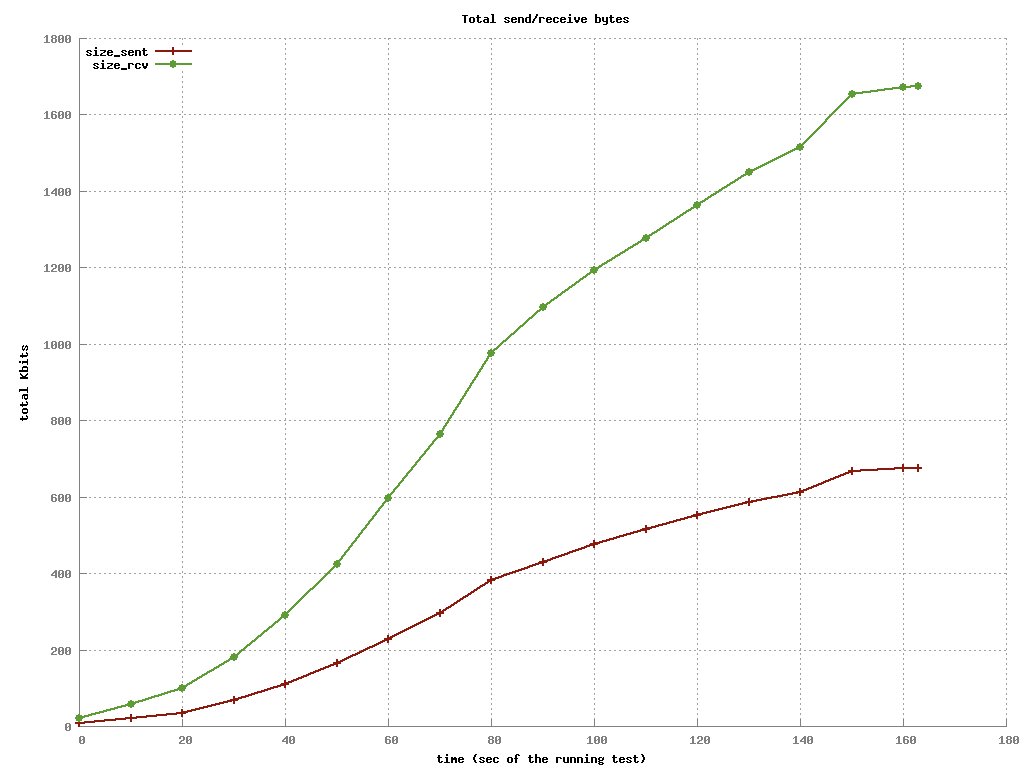 Total send/receive bytes
1800
size_sent
size_rcv
1600
1400
1200
1000
total Kbits
800
600
400
200
0
0 20 40 60 80 100 120 140 160 180
time (sec of the running test)